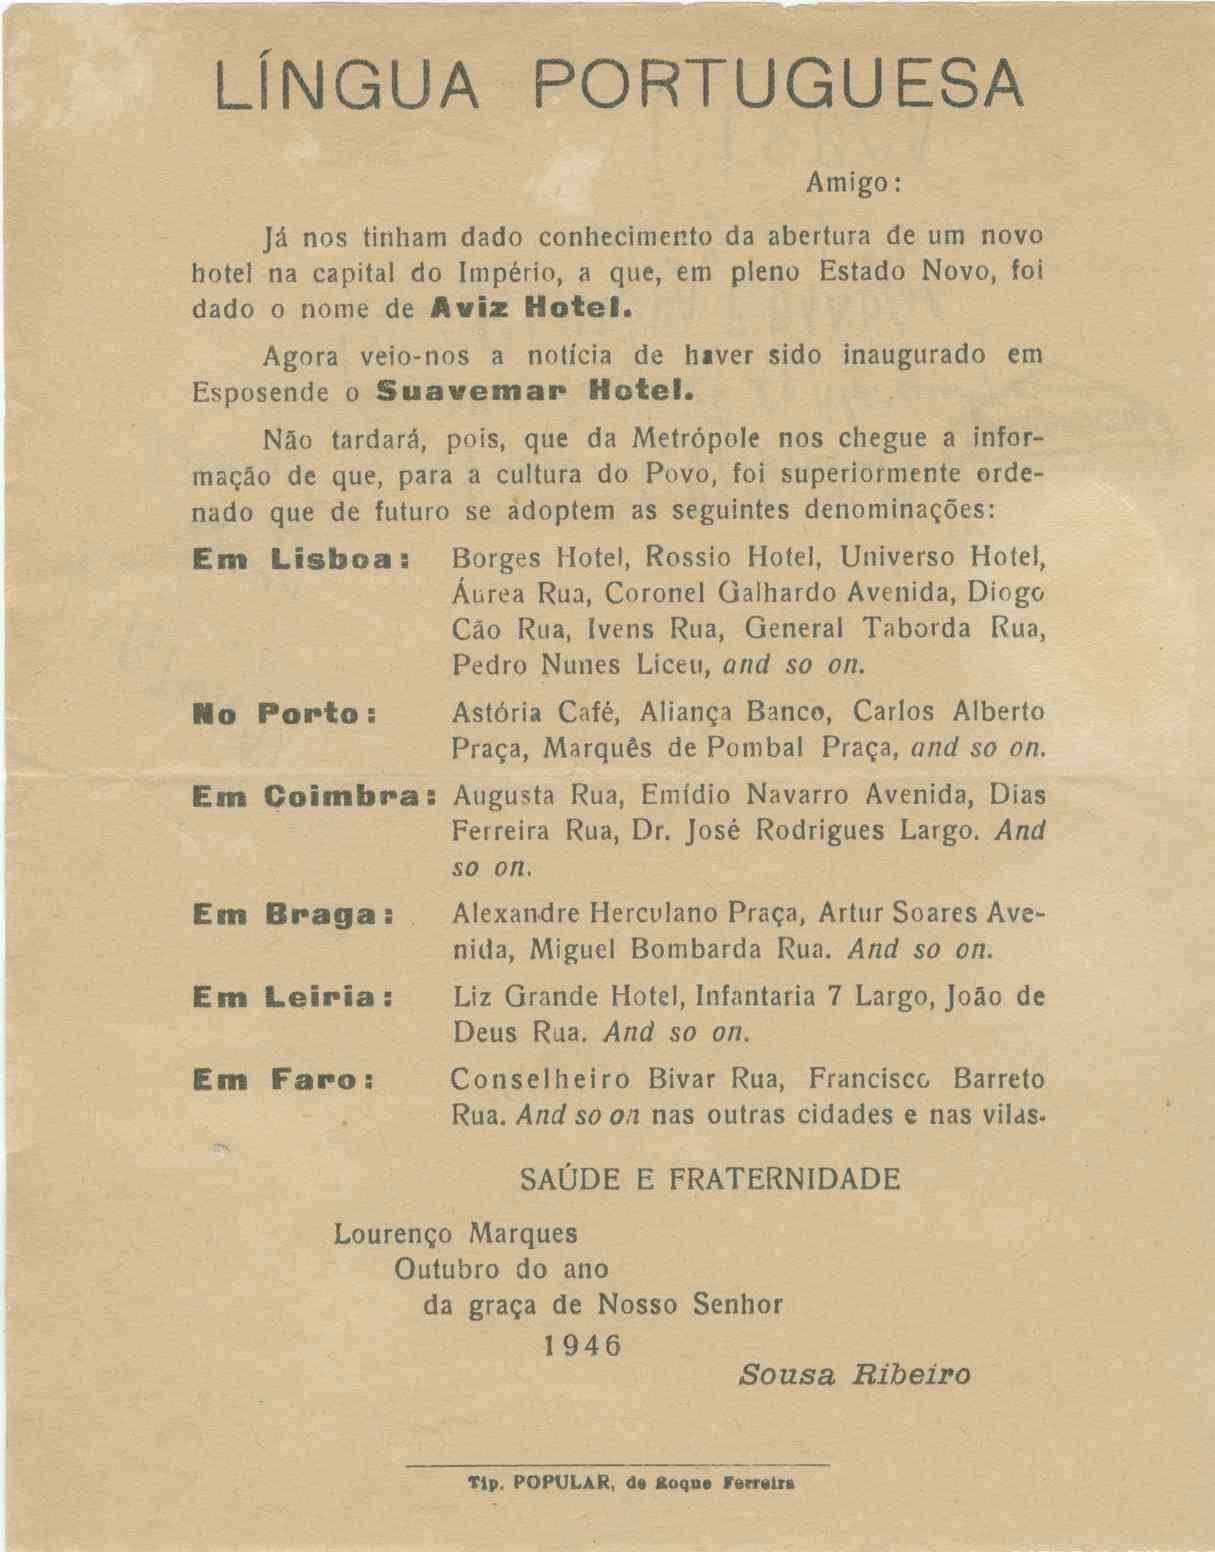 LÍNGUA PORTUGUESA
Amigo:
Já nos tinham dado conhecimento da abertura de um novo
hotel na capital do Império, a que, em pleno Estado Novo, foi
dado o nome de Aviz Hotel.
Agora veio-nos a notícia de haver sido inaugurado em
Esposende o Suavemar Hotel.
Não tardará, pois, que da Metrópole nos chegue a infor-
mação de que, para a cultura do Povo, foi superiormente orde-
nado que de futuro se adoptem as seguintes denominações:
Em Lisboa: Borges Hotel, Rossio Hotel, Universo Hotel,
Áurea Rua, Coronel Galhardo Avenida, Diogo
Cão Rua, Ivens Rua, General Taborda Rua,
Pedro Nunes Liceu, and so on.
No Porto: Astória Café, Aliança Banco, Carlos Alberto
Praça, Marquês de Pombal Praça, and so on.
Em Coimbra: Augusta Rua, Emídio Navarro Avenida, Dias
Ferreira Rua, Dr. José Rodrigues Largo. And
so on.
Em Braga: Alexandre Herculano Praça, Artur Soares Ave-
nida, Miguel Bombarda Rua. And so on.
Em Leiria: Liz Grande Hotel, Infantaria 7 Largo, João de
Deus Rua. And so on.
Em Faro: Conselheiro Bivar Rua, Francisco Barreto
Rua. And so on nas outras cidades e nas vilas.
SAÚDE E FRATERNIDADE
Lourenço Marques
Outubro do ano
da graça de Nosso Senhor
1946
Sousa Ribeiro
Tip. POPULAR, de Roque Ferreira